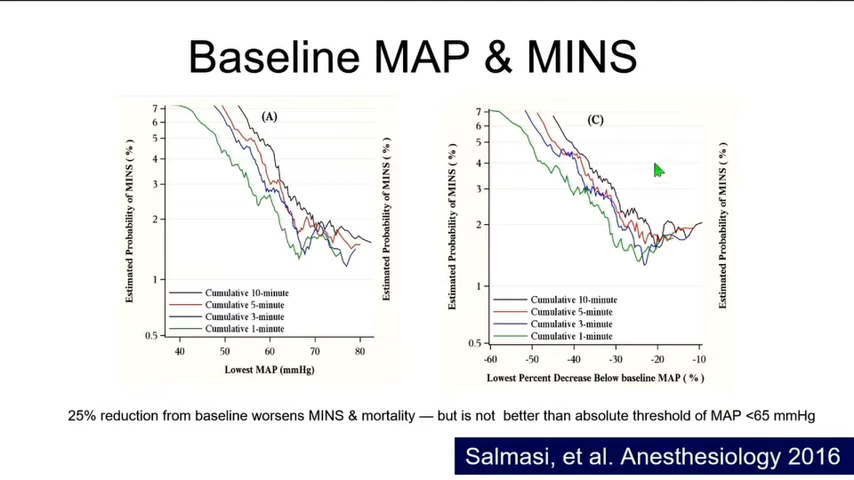 Baseline MAP & MINS
(A)
Estimated Probability of MINS (%)
7
6
5
4
3
2
1
0.5
Cumulative 10-minute
Cumulative 5-minute
Cumulative 3-minute
Cumulative 1-minute
40 50 60 70 80
Lowest MAP (mmHg)
Estimated Probability of MINS (%)
(C)
Estimated Probability of MINS (%)
7
6
5
4
3
2
1
0.5
Cumulative 10-minute
Cumulative 5-minute
Cumulative 3-minute
Cumulative 1-minute
-60 -50 -40 -30 -20 -10
Lowest Percent Decrease Below baseline MAP (%)
Estimated Probability of MINS (%)
25% reduction from baseline worsens MINS & mortality — but is not better than absolute threshold of MAP <65 mmHg
Salmasi, et al. Anesthesiology 2016